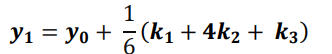 y₁ = y₀ + 1/6 (k₁ + 4k₂ + k₃)